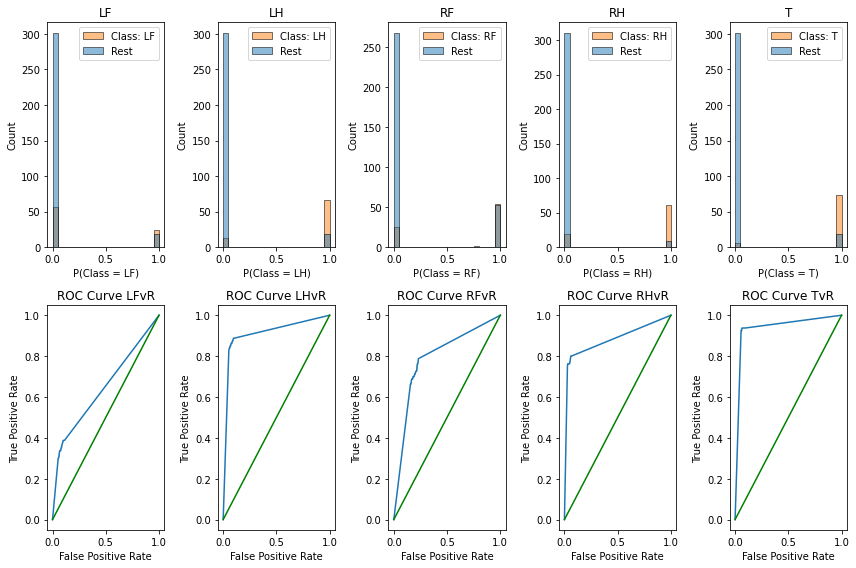 LF
LH
RF
RH
T
Class: LF
Rest
Class: LH
Rest
Class: RF
Rest
Class: RH
Rest
Class: T
Rest
Count
300
250
200
150
100
50
0
0.0 0.5 1.0
P(Class = LF)
Count
300
250
200
150
100
50
0
0.0 0.5 1.0
P(Class = LH)
Count
250
200
150
100
50
0
0.0 0.5 1.0
P(Class = RF)
Count
300
250
200
150
100
50
0
0.0 0.5 1.0
P(Class = RH)
Count
300
250
200
150
100
50
0
0.0 0.5 1.0
P(Class = T)
ROC Curve LFvR
True Positive Rate
1.0
0.8
0.6
0.4
0.2
0.0
0.0 0.5 1.0
False Positive Rate
ROC Curve LHvR
True Positive Rate
1.0
0.8
0.6
0.4
0.2
0.0
0.0 0.5 1.0
False Positive Rate
ROC Curve RFvR
True Positive Rate
1.0
0.8
0.6
0.4
0.2
0.0
0.0 0.5 1.0
False Positive Rate
ROC Curve RHvR
True Positive Rate
1.0
0.8
0.6
0.4
0.2
0.0
0.0 0.5 1.0
False Positive Rate
ROC Curve TvR
True Positive Rate
1.0
0.8
0.6
0.4
0.2
0.0
0.0 0.5 1.0
False Positive Rate